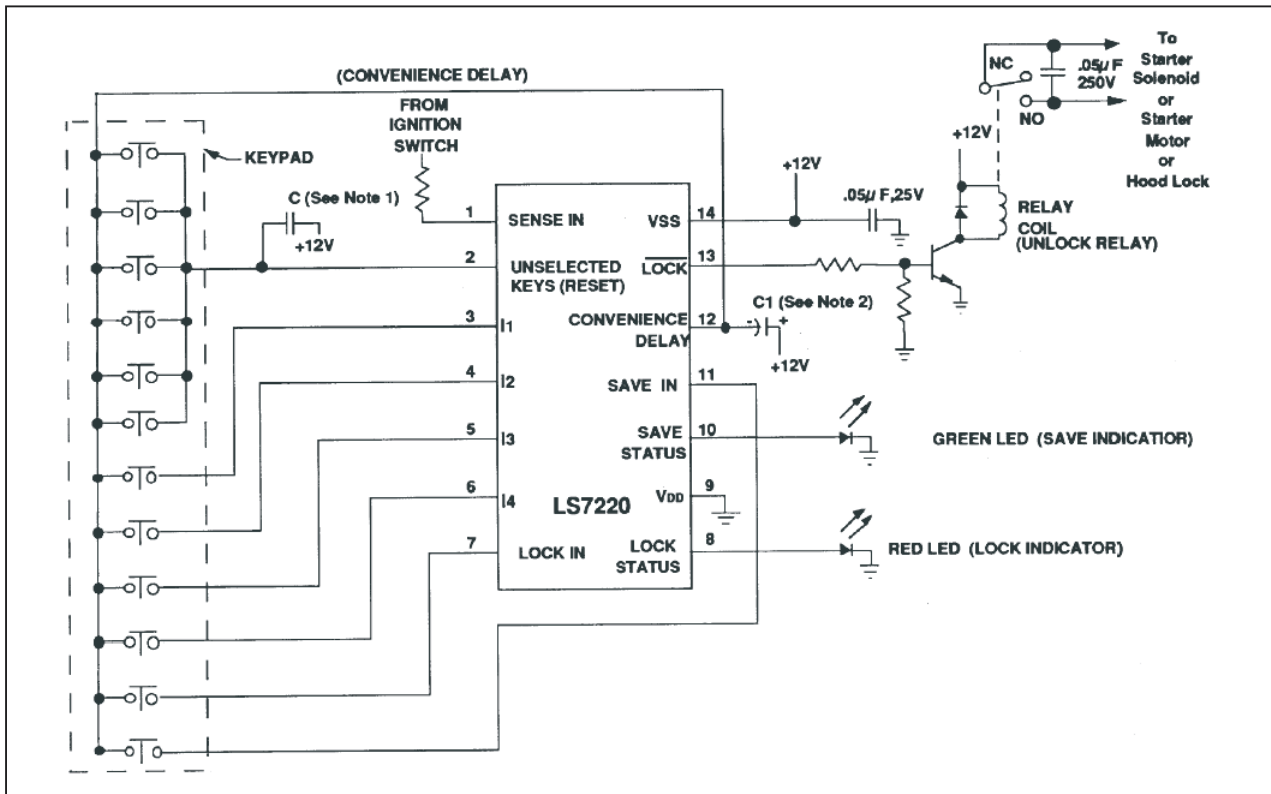 (CONVENIENCE DELAY)
FROM
IGNITION
SWITCH
KEYPAD
C (See Note 1)
+12V
1
SENSE IN
2
UNSELECTED
KEYS (RESET)
3
I1
4
I2
5
I3
6
I4
7
LOCK IN
LS7220
VSS
14
LOCK
13
CONVENIENCE
DELAY
12
SAVE IN
11
SAVE
STATUS
10
VDD
9
LOCK
STATUS
8
+12V
.05µF,25V
C1 (See Note 2)
-
+
+12V
+12V
RELAY
COIL
(UNLOCK RELAY)
NC
NO
.05µF
250V
To
Starter
Solenoid
or
Starter
Motor
or
Hood Lock
GREEN LED (SAVE INDICATIOR)
RED LED (LOCK INDICATOR)